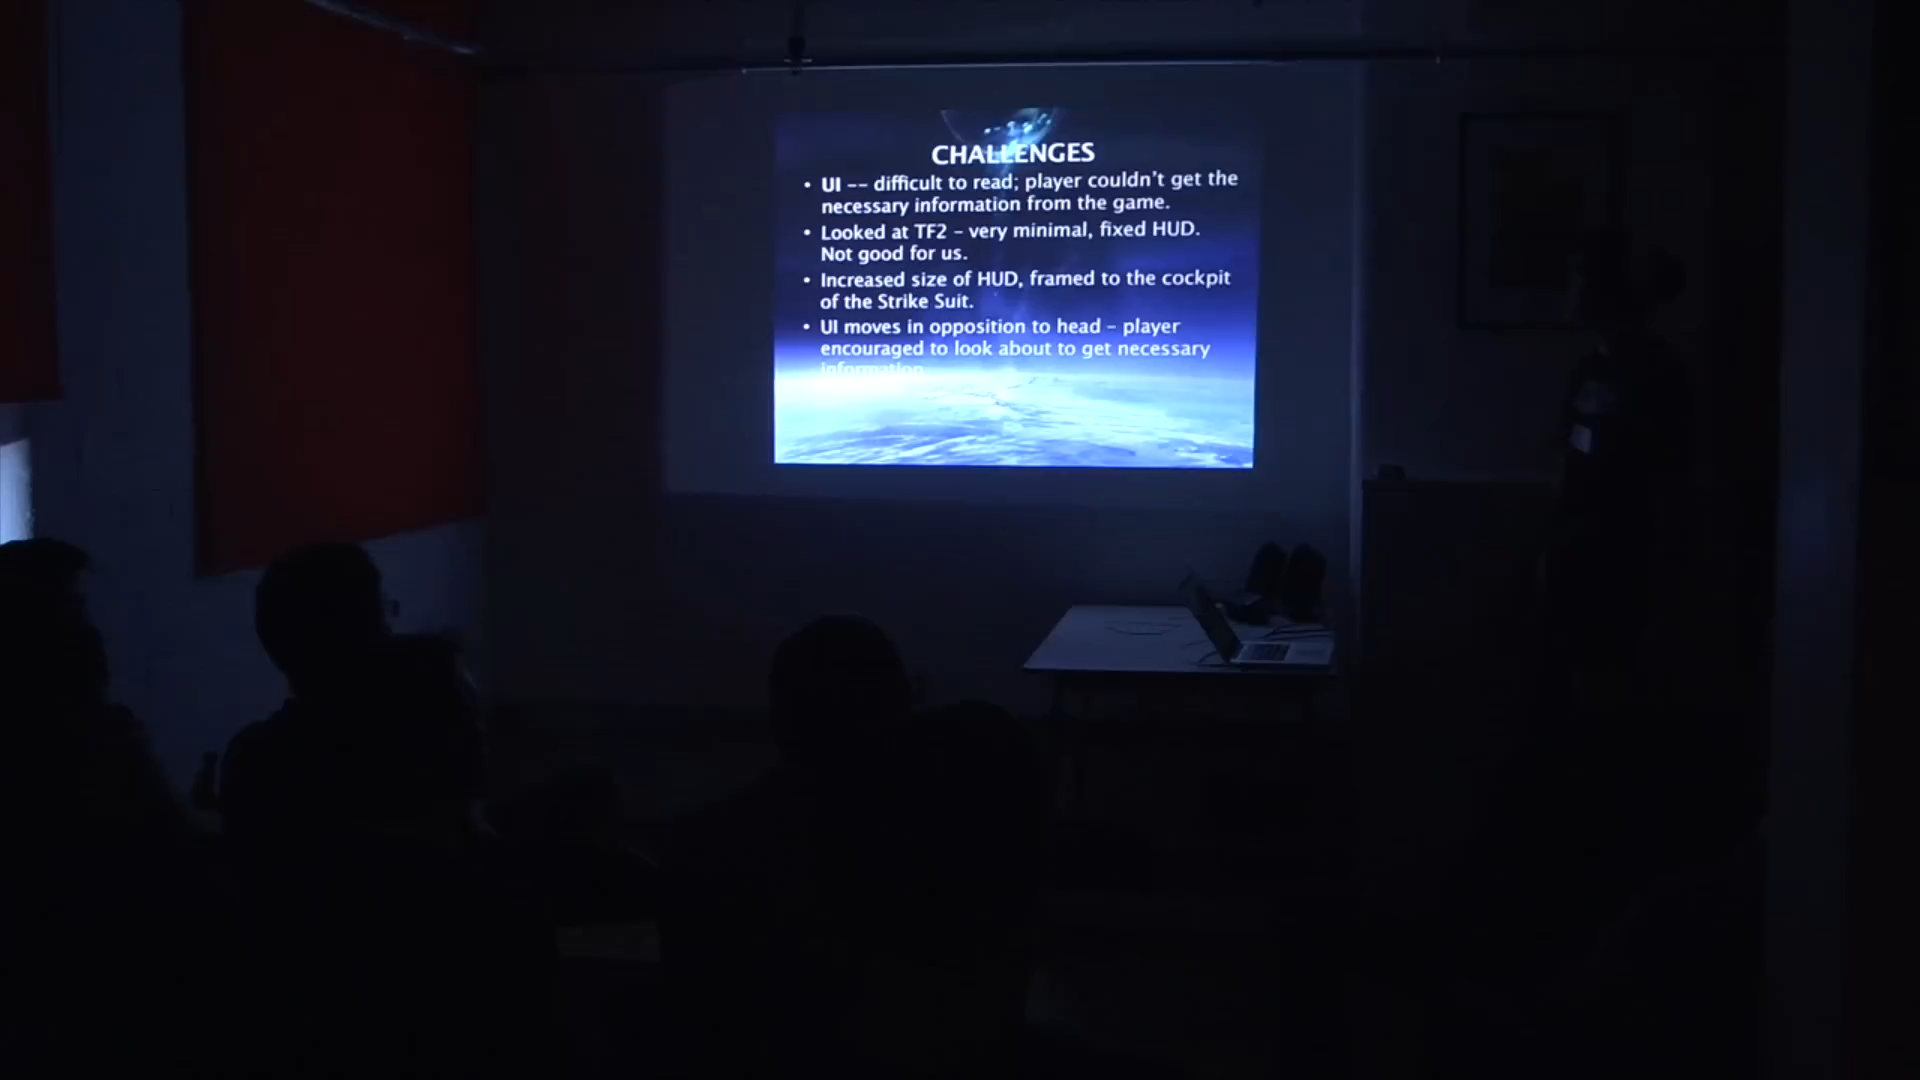 CHALLENGES
• UI -- difficult to read; player couldn't get the
necessary information from the game.
• Looked at TF2 – very minimal, fixed HUD.
Not good for us.
• Increased size of HUD, framed to the cockpit
of the Strike Suit.
• UI moves in opposition to head – player
encouraged to look about to get necessary
information